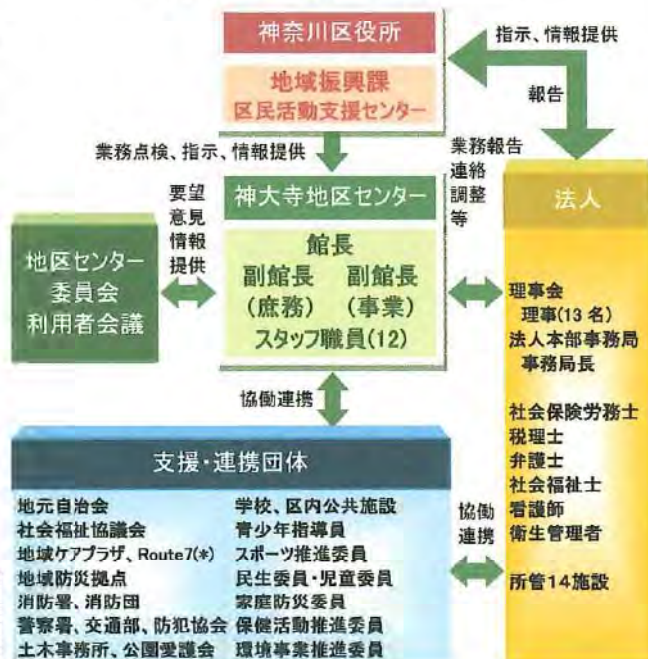 神奈川区役所
地域振興課
区民活動支援センター
指示、情報提供
報告
業務点検、指示、情報提供
業務報告
連絡
調整
等
要望
意見
情報
提供
地区センター
委員会
利用者会議
神大寺地区センター
館長
副館長 副館長
(庶務) (事業)
スタッフ職員(12)
法人
理事会
理事(13名)
法人本部事務局
事務局長
社会保険労務士
税理士
弁護士
社会福祉士
看護師
衛生管理者
所管14施設
協働連携
協働
連携
支援・連携団体
地元自治会
社会福祉協議会
地域ケアプラザ、Route7(*)
地域防災拠点
消防署、消防団
警察署、交通部、防犯協会
土木事務所、公園愛護会
学校、区内公共施設
青少年指導員
スポーツ推進委員
民生委員・児童委員
家庭防災委員
保健活動推進委員
環境事業推進委員